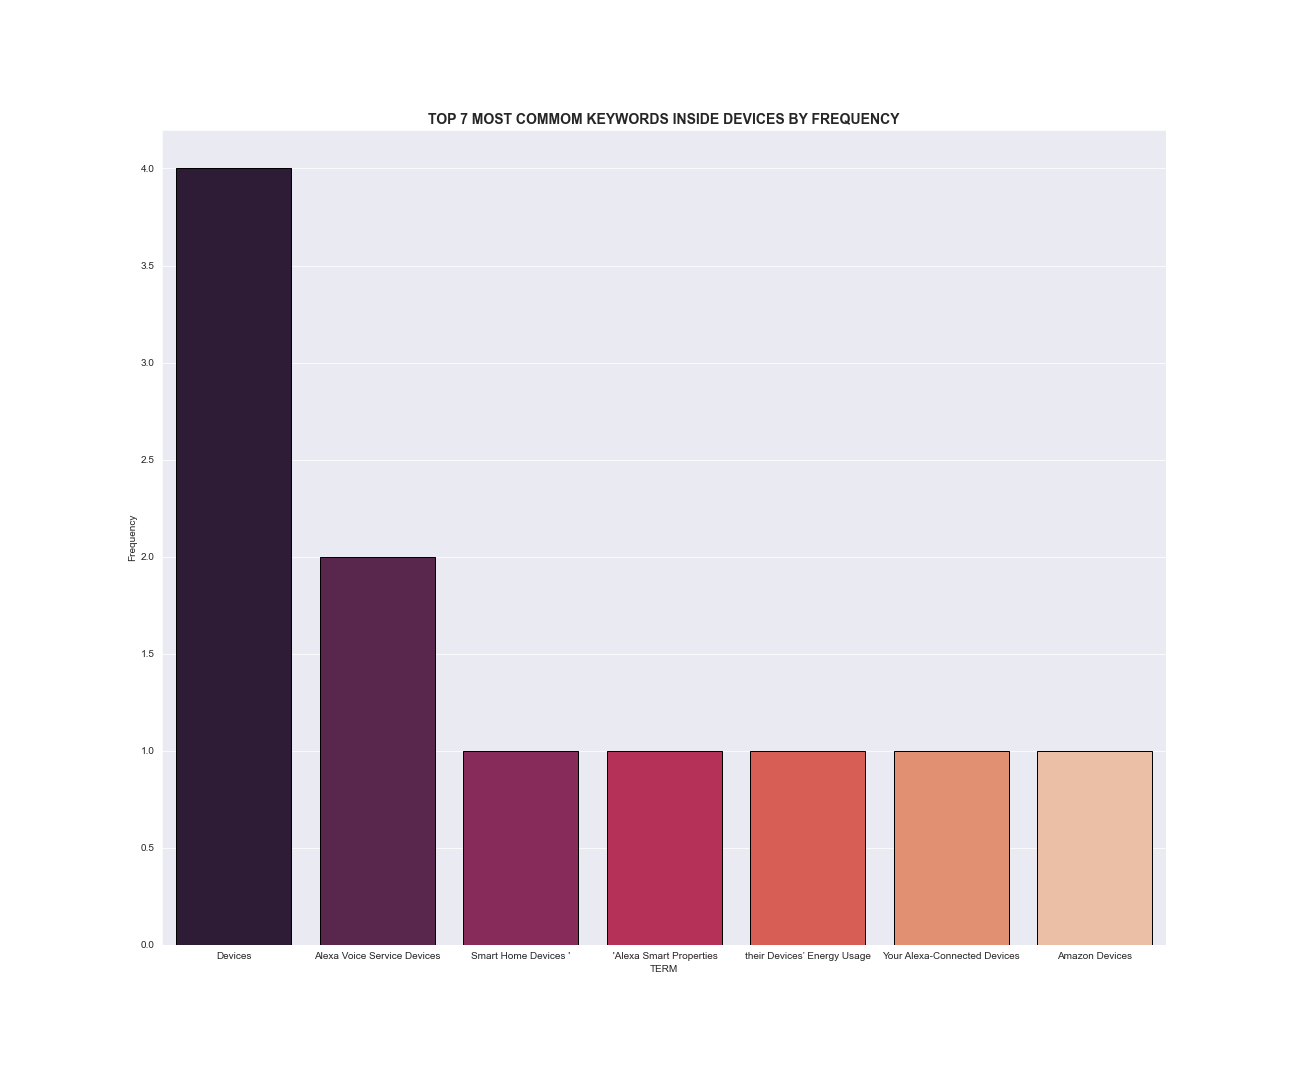 TOP 7 MOST COMMOM KEYWORDS INSIDE DEVICES BY FREQUENCY
4.0
3.5
3.0
2.5
2.0
1.5
1.0
0.5
0.0
Frequency
Devices
Alexa Voice Service Devices
Smart Home Devices '
'Alexa Smart Properties
their Devices' Energy Usage
Your Alexa-Connected Devices
Amazon Devices
TERM